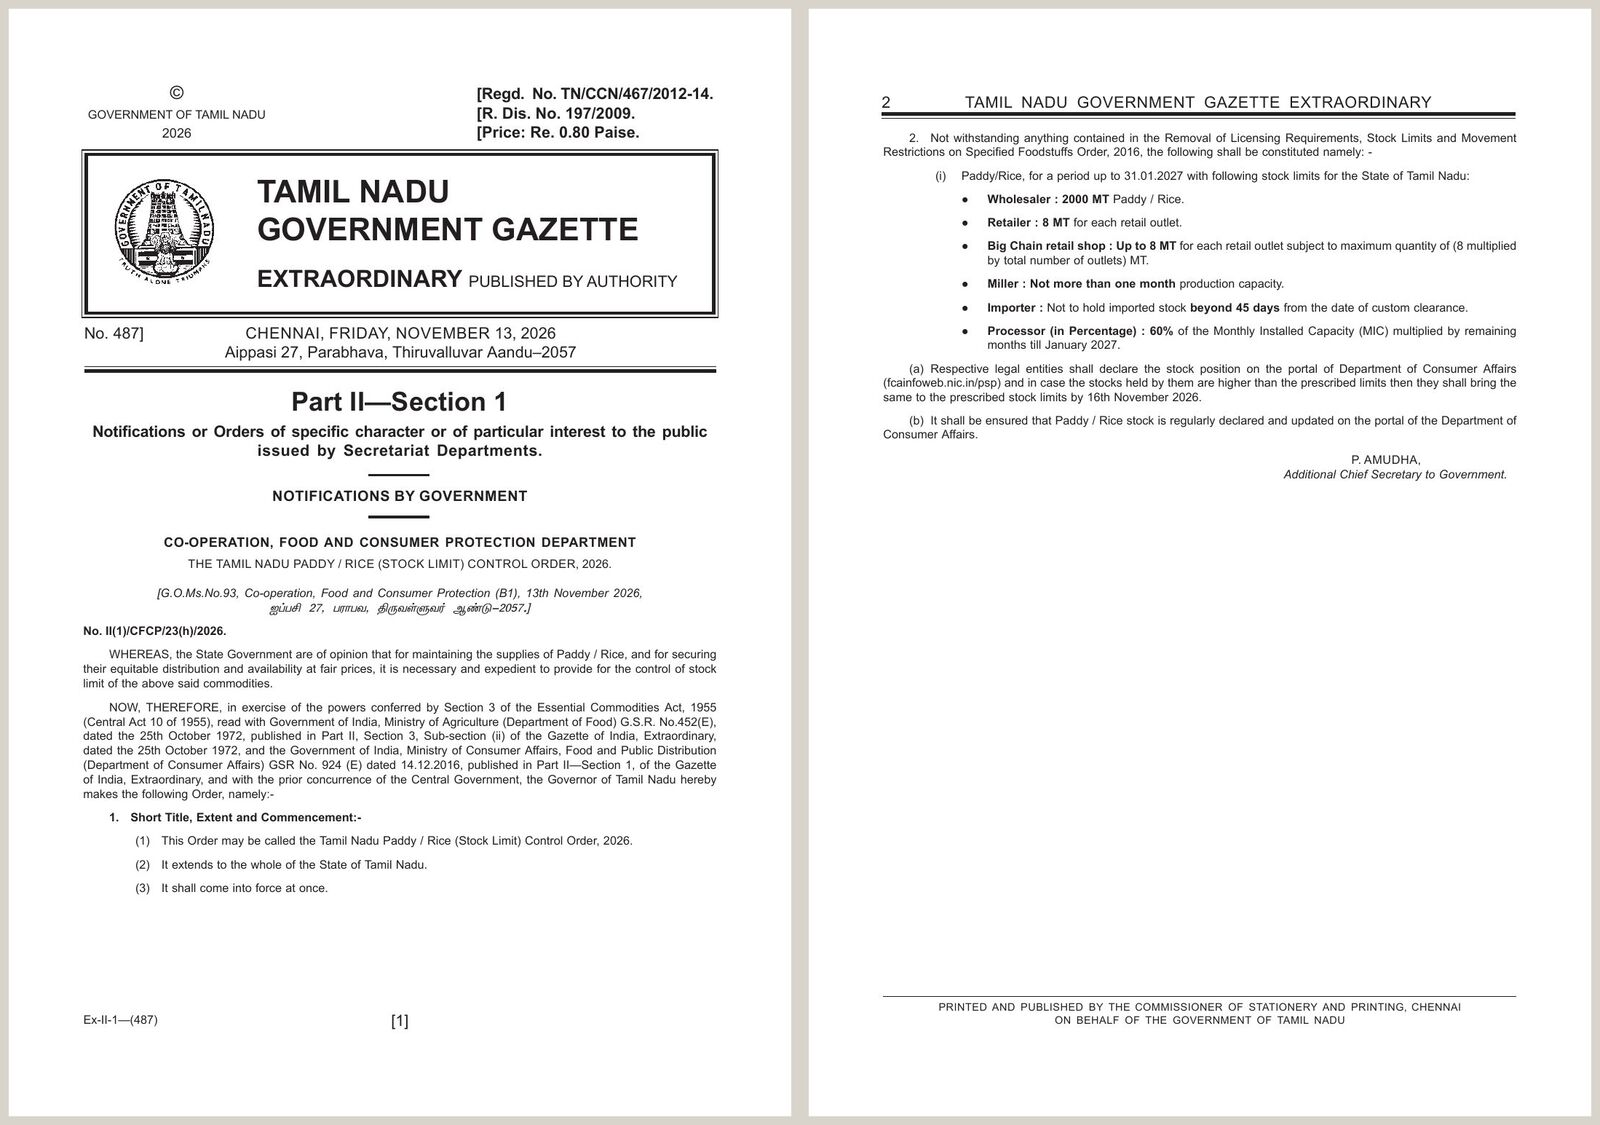 ©
GOVERNMENT OF TAMIL NADU
2026
[Regd. No. TN/CCN/467/2012-14.
[R. Dis. No. 197/2009.
[Price: Re. 0.80 Paise.
GOVERNMENT OF TAMILNADU
TRUTH ALONE TRIUMPHS
TAMIL NADU
GOVERNMENT GAZETTE
EXTRAORDINARY PUBLISHED BY AUTHORITY
No. 487]
CHENNAI, FRIDAY, NOVEMBER 13, 2026
Aippasi 27, Parabhava, Thiruvalluvar Aandu–2057
Part II—Section 1
Notifications or Orders of specific character or of particular interest to the public
issued by Secretariat Departments.
NOTIFICATIONS BY GOVERNMENT
CO-OPERATION, FOOD AND CONSUMER PROTECTION DEPARTMENT
THE TAMIL NADU PADDY / RICE (STOCK LIMIT) CONTROL ORDER, 2026.
[G.O.Ms.No.93, Co-operation, Food and Consumer Protection (B1), 13th November 2026,
ஐப்பசி 27, பராபவ, திருவள்ளுவர் ஆண்டு–2057.]
No. II(1)/CFCP/23(h)/2026.
WHEREAS, the State Government are of opinion that for maintaining the supplies of Paddy / Rice, and for securing
their equitable distribution and availability at fair prices, it is necessary and expedient to provide for the control of stock
limit of the above said commodities.
NOW, THEREFORE, in exercise of the powers conferred by Section 3 of the Essential Commodities Act, 1955
(Central Act 10 of 1955), read with Government of India, Ministry of Agriculture (Department of Food) G.S.R. No.452(E),
dated the 25th October 1972, published in Part II, Section 3, Sub-section (ii) of the Gazette of India, Extraordinary,
dated the 25th October 1972, and the Government of India, Ministry of Consumer Affairs, Food and Public Distribution
(Department of Consumer Affairs) GSR No. 924 (E) dated 14.12.2016, published in Part II—Section 1, of the Gazette
of India, Extraordinary, and with the prior concurrence of the Central Government, the Governor of Tamil Nadu hereby
makes the following Order, namely:-
1. Short Title, Extent and Commencement:-
(1) This Order may be called the Tamil Nadu Paddy / Rice (Stock Limit) Control Order, 2026.
(2) It extends to the whole of the State of Tamil Nadu.
(3) It shall come into force at once.
Ex-II-1—(487)
[1]
2
TAMIL NADU GOVERNMENT GAZETTE EXTRAORDINARY
2. Not withstanding anything contained in the Removal of Licensing Requirements, Stock Limits and Movement
Restrictions on Specified Foodstuffs Order, 2016, the following shall be constituted namely: -
(i) Paddy/Rice, for a period up to 31.01.2027 with following stock limits for the State of Tamil Nadu:
● Wholesaler : 2000 MT Paddy / Rice.
● Retailer : 8 MT for each retail outlet.
● Big Chain retail shop : Up to 8 MT for each retail outlet subject to maximum quantity of (8 multiplied
by total number of outlets) MT.
● Miller : Not more than one month production capacity.
● Importer : Not to hold imported stock beyond 45 days from the date of custom clearance.
● Processor (in Percentage) : 60% of the Monthly Installed Capacity (MIC) multiplied by remaining
months till January 2027.
(a) Respective legal entities shall declare the stock position on the portal of Department of Consumer Affairs
(fcainfoweb.nic.in/psp) and in case the stocks held by them are higher than the prescribed limits then they shall bring the
same to the prescribed stock limits by 16th November 2026.
(b) It shall be ensured that Paddy / Rice stock is regularly declared and updated on the portal of the Department of
Consumer Affairs.
P. AMUDHA,
Additional Chief Secretary to Government.
PRINTED AND PUBLISHED BY THE COMMISSIONER OF STATIONERY AND PRINTING, CHENNAI
ON BEHALF OF THE GOVERNMENT OF TAMIL NADU